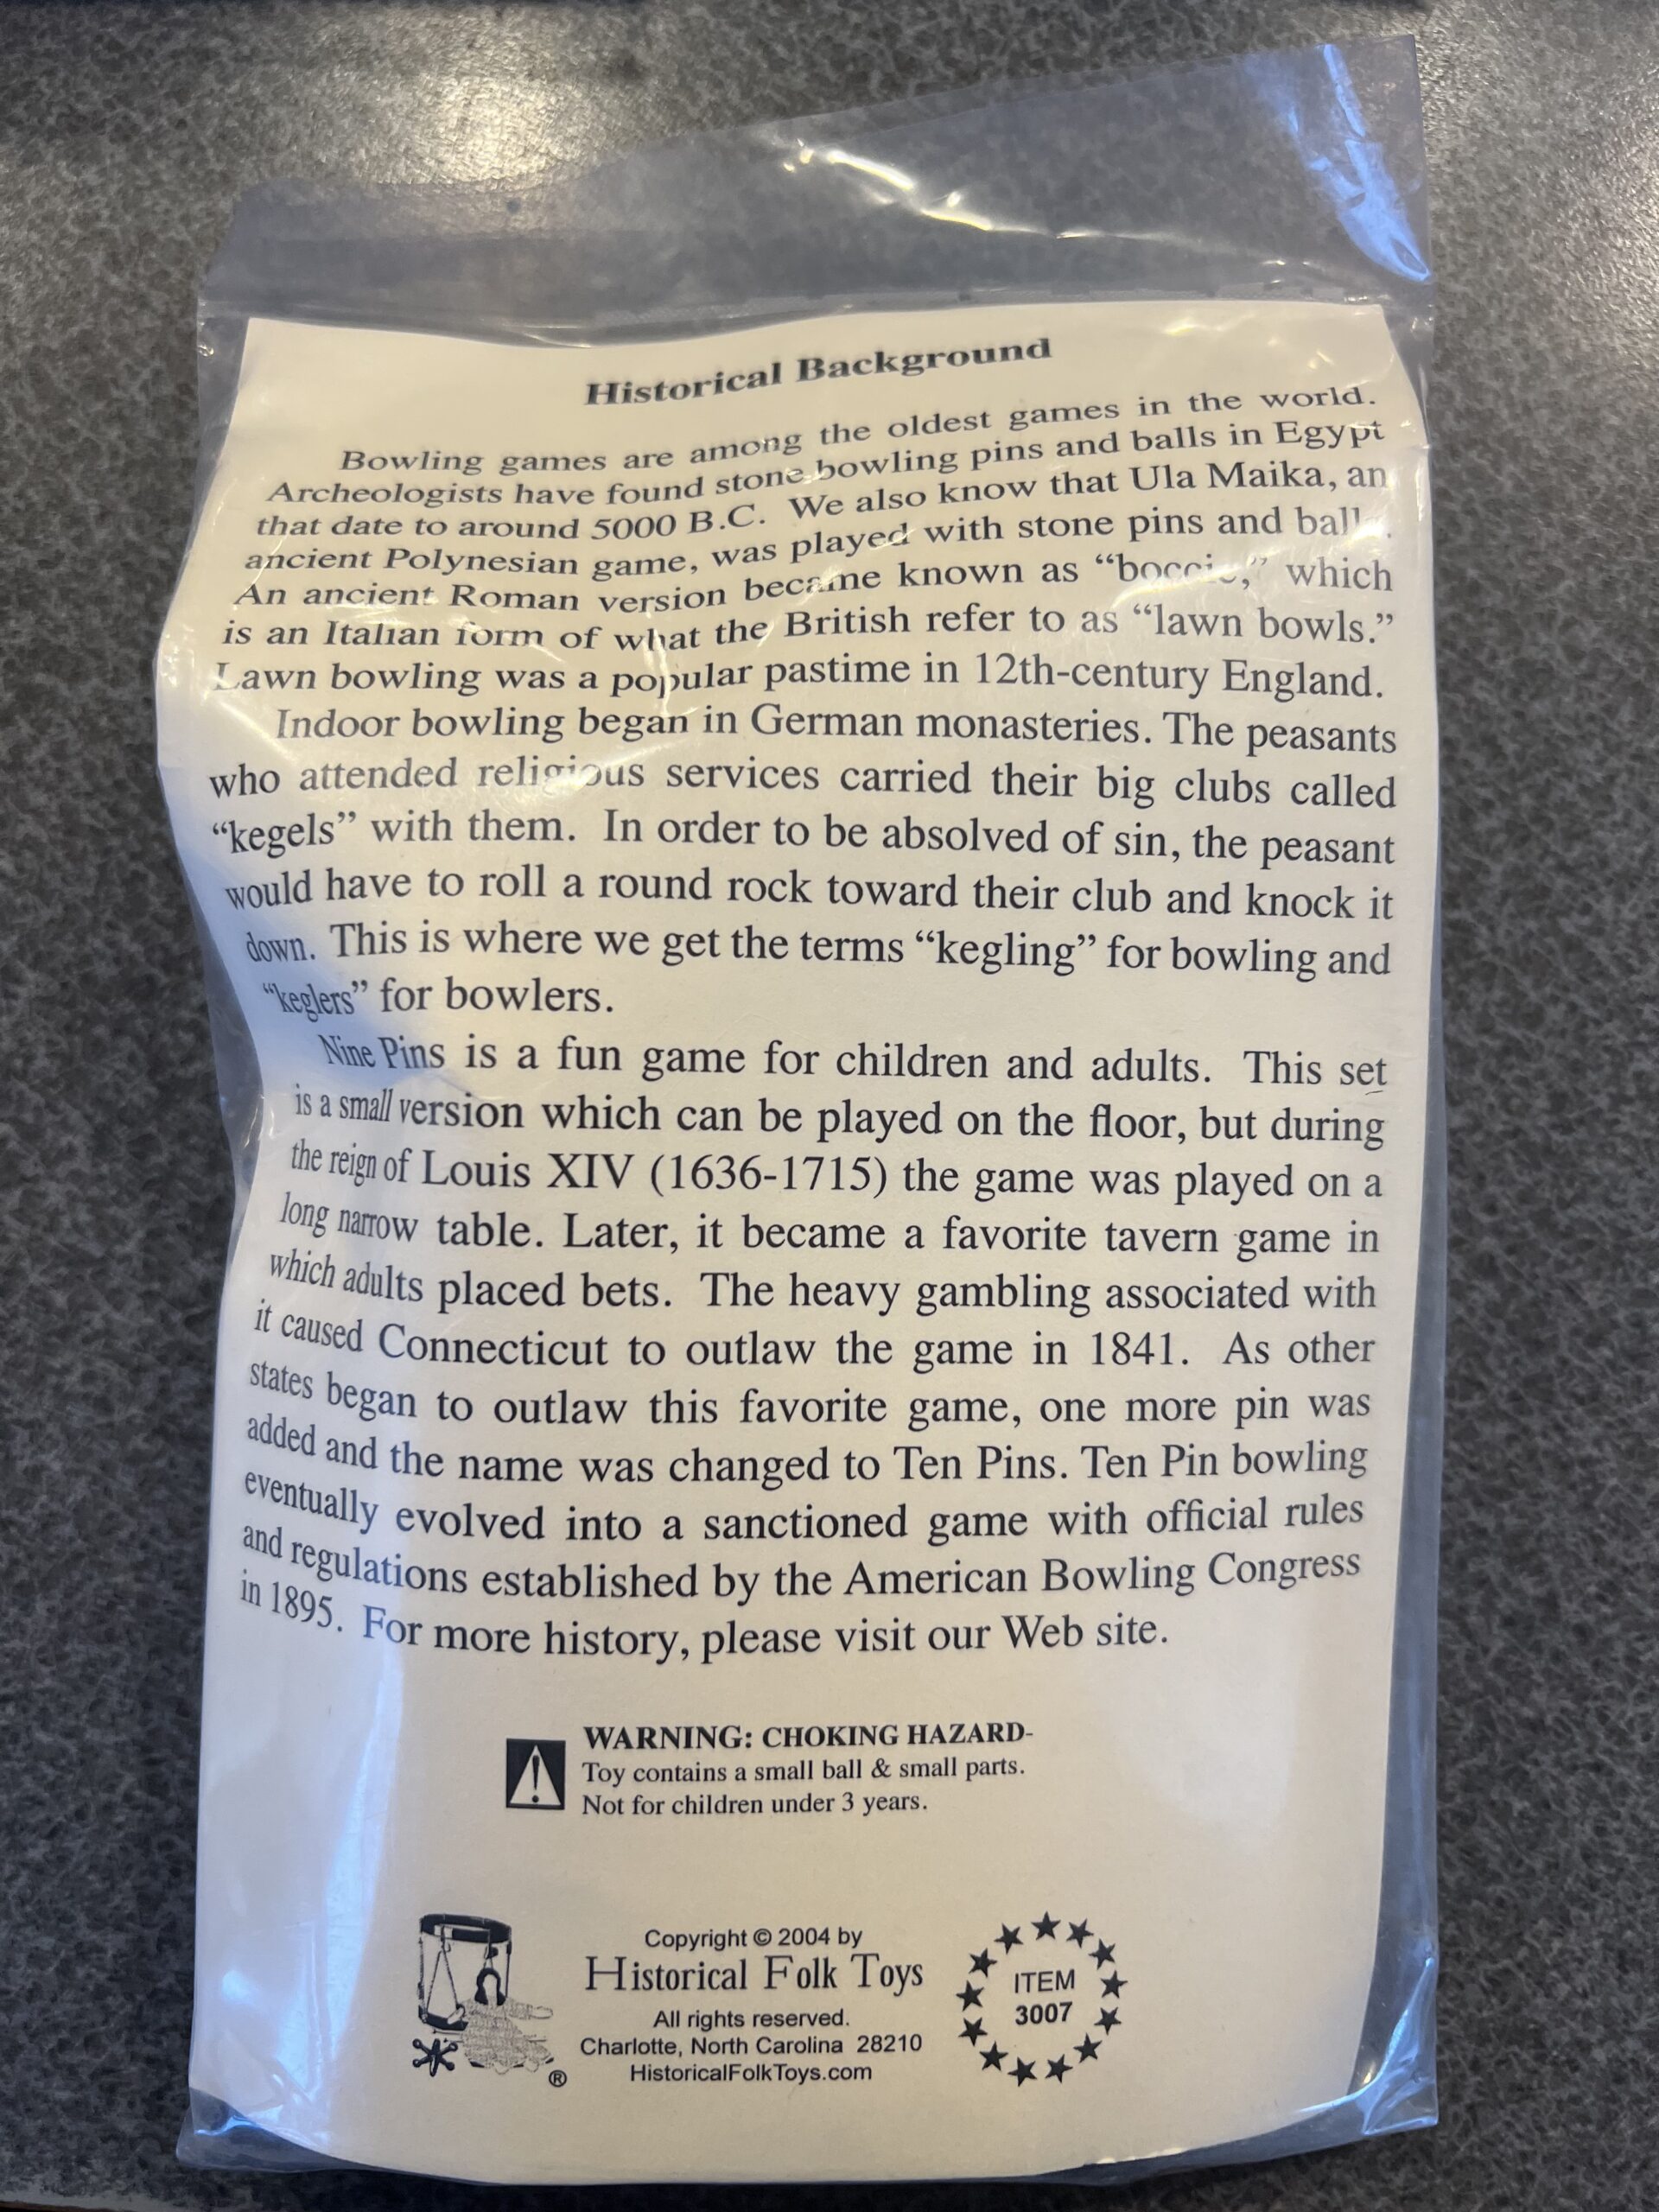 Historical Background
Bowling games are among the oldest games in the world.
Archeologists have found stone bowling pins and balls in Egypt
that date to around 5000 B.C. We also know that Ula Maika, an
ancient Polynesian game, was played with stone pins and balls.
An ancient Roman version became known as “boccie,” which
is an Italian form of what the British refer to as “lawn bowls.”
Lawn bowling was a popular pastime in 12th-century England.
Indoor bowling began in German monasteries. The peasants
who attended religious services carried their big clubs called
“kegels” with them. In order to be absolved of sin, the peasant
would have to roll a round rock toward their club and knock it
down. This is where we get the terms “kegling” for bowling and
“keglers” for bowlers.
Nine Pins is a fun game for children and adults. This set
is a small version which can be played on the floor, but during
the reign of Louis XIV (1636-1715) the game was played on a
long narrow table. Later, it became a favorite tavern game in
which adults placed bets. The heavy gambling associated with
it caused Connecticut to outlaw the game in 1841. As other
states began to outlaw this favorite game, one more pin was
added and the name was changed to Ten Pins. Ten Pin bowling
eventually evolved into a sanctioned game with official rules
and regulations established by the American Bowling Congress
in 1895. For more history, please visit our Web site.
WARNING: CHOKING HAZARD-
Toy contains a small ball & small parts.
Not for children under 3 years.
Copyright © 2004 by
Historical Folk Toys
All rights reserved.
Charlotte, North Carolina 28210
HistoricalFolkToys.com
®
ITEM
3007